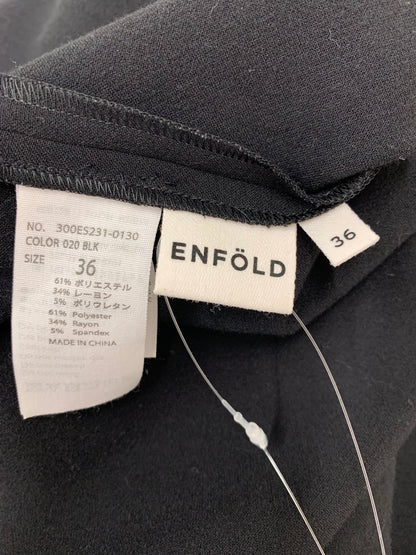 NO. 300ES231-0130
COLOR 020 BLK
SIZE 36
61% ポリエステル
34% レーヨン
5% ポリウレタン
61% Polyester
34% Rayon
5% Spandex
MADE IN CHINA
ENFÖLD
36